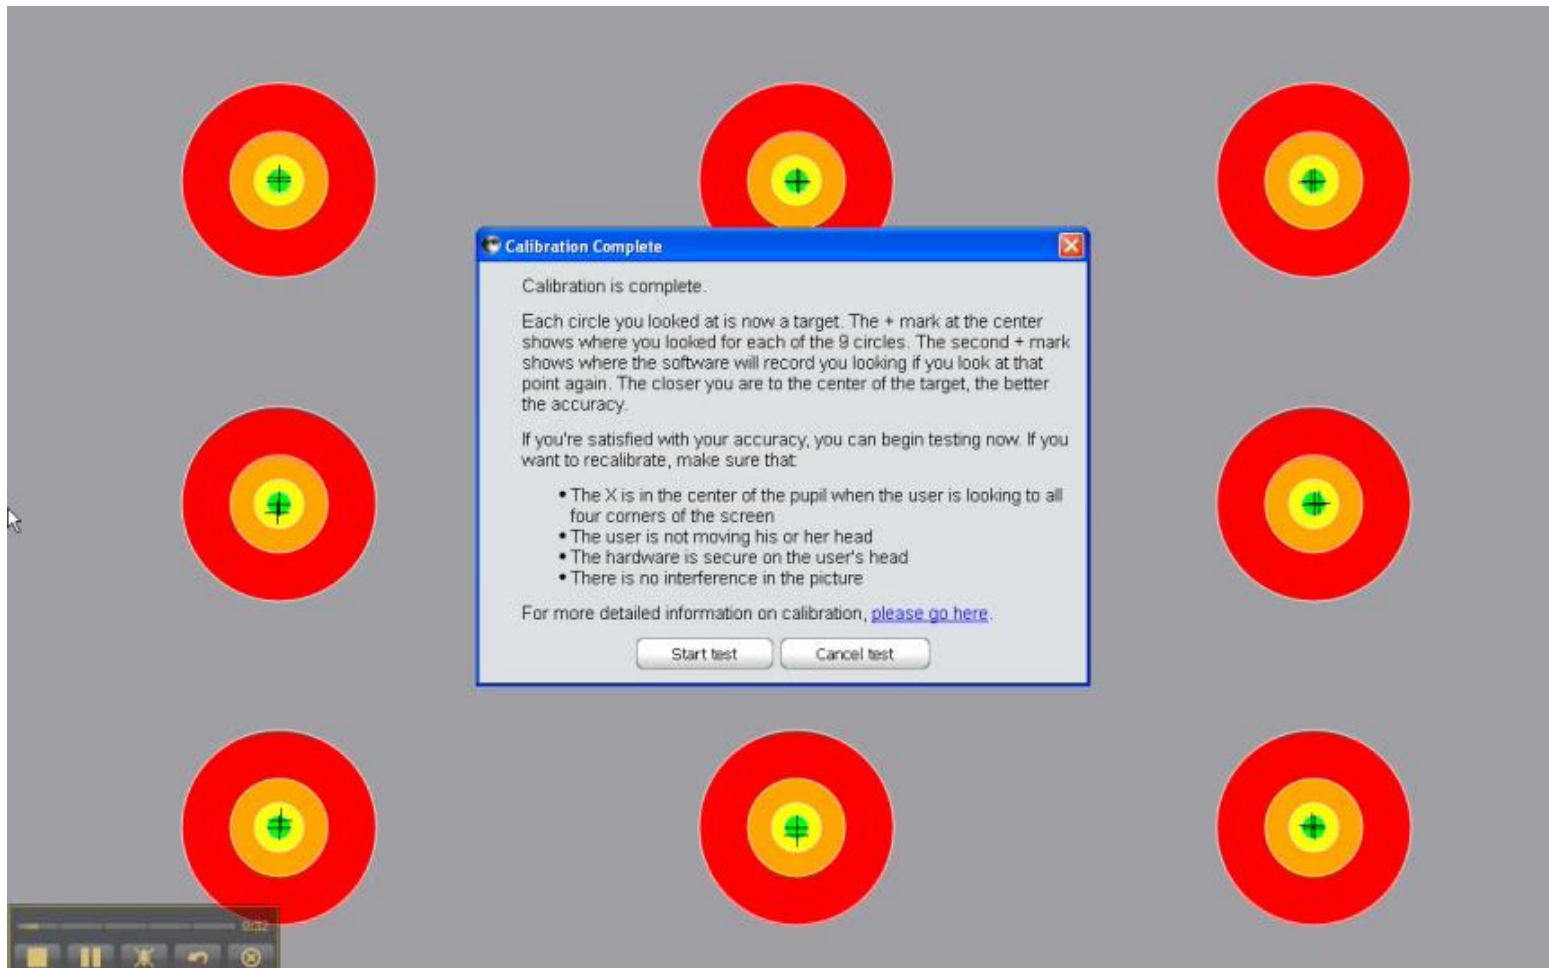 Calibration Complete
Calibration is complete.
Each circle you looked at is now a target. The + mark at the center
shows where you looked for each of the 9 circles. The second + mark
shows where the software will record you looking if you look at that
point again. The closer you are to the center of the target, the better
the accuracy.
If you're satisfied with your accuracy, you can begin testing now. If you
want to recalibrate, make sure that:
• The X is in the center of the pupil when the user is looking to all
four corners of the screen
• The user is not moving his or her head
• The hardware is secure on the user's head
• There is no interference in the picture
For more detailed information on calibration, please go here.
Start test Cancel test
0:32